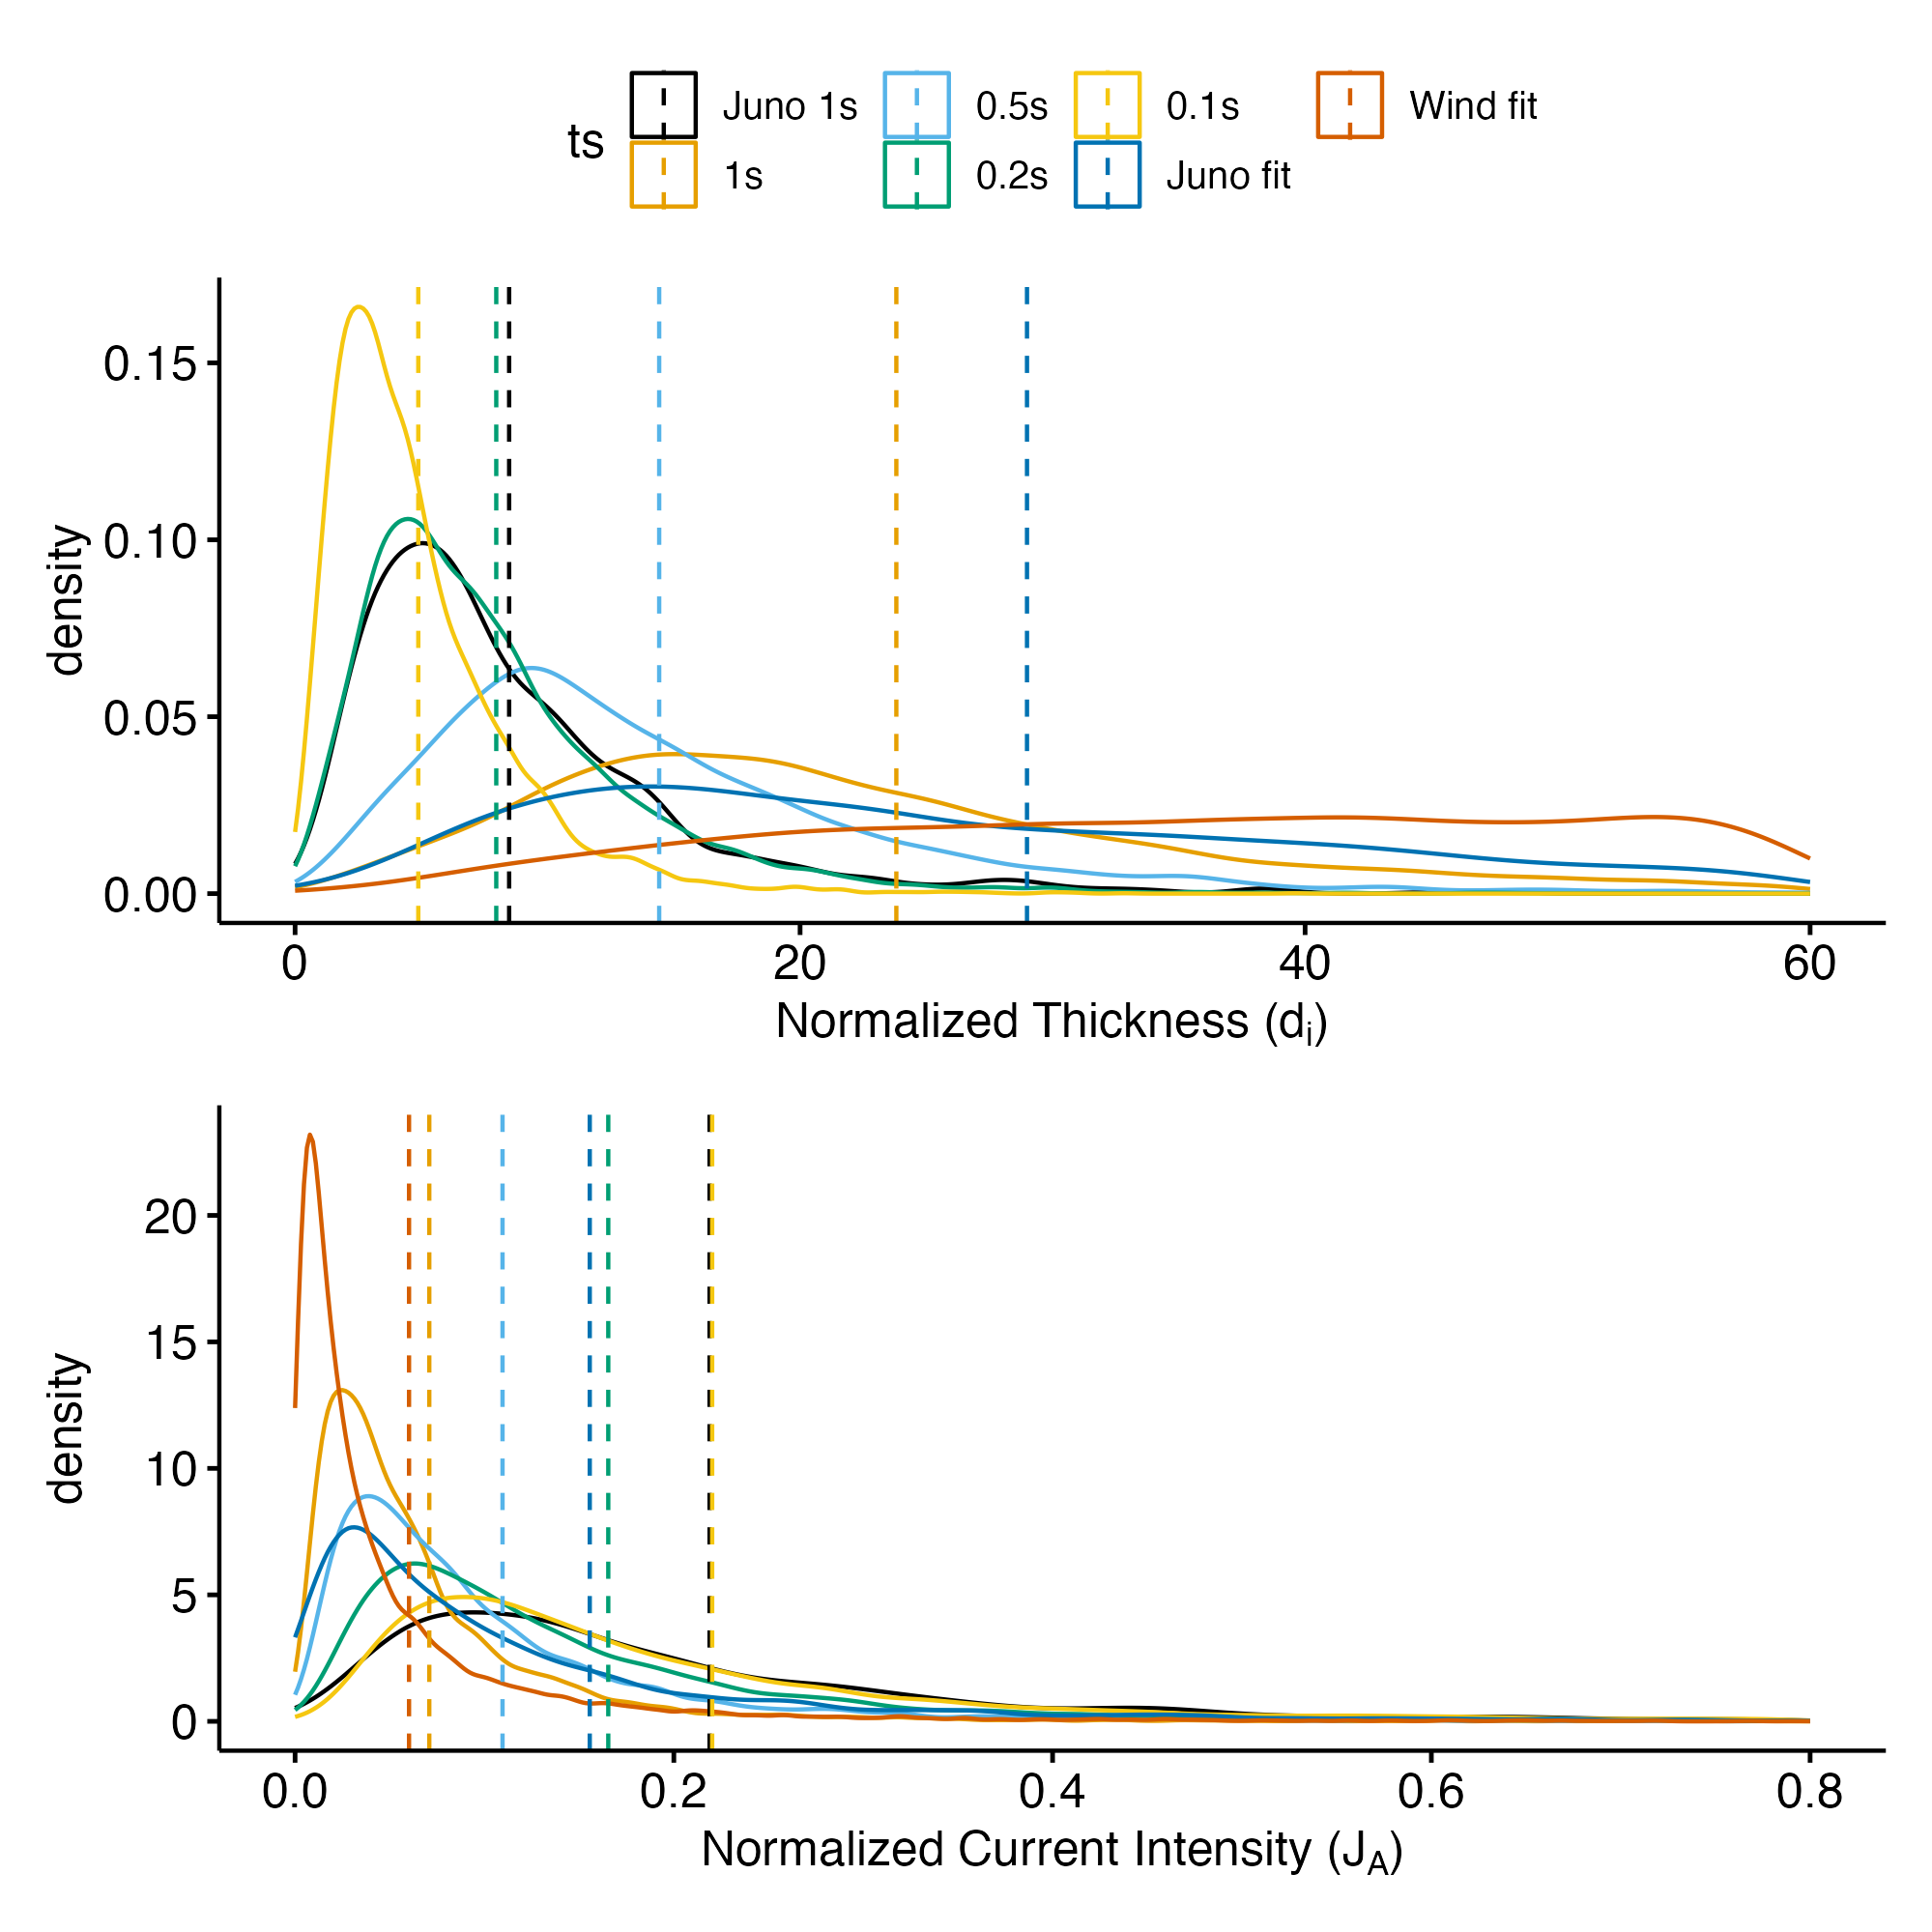 ts
Juno 1s 0.5s 0.1s Wind fit
1s 0.2s Juno fit
density
0.15
0.10
0.05
0.00
0 20 40 60
Normalized Thickness (dᵢ)
density
20
15
10
5
0
0.0 0.2 0.4 0.6 0.8
Normalized Current Intensity (J_A)